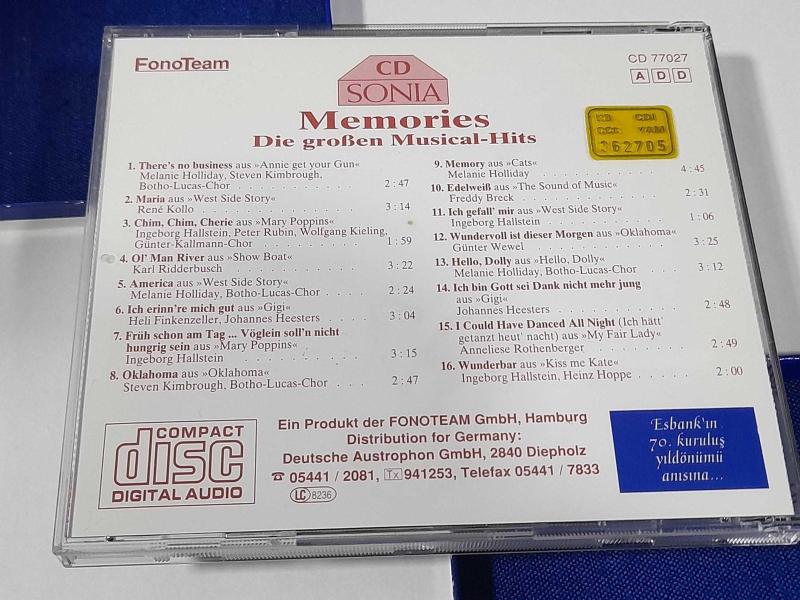 FonoTeam
CD
SONIA
CD 77027
A D D
Memories
Die großen Musical-Hits
362705
1. There's no business aus »Annie get your Gun«
Melanie Holliday, Steven Kimbrough,
Botho-Lucas-Chor . . . . . . . . . . 2:47
2. Maria aus »West Side Story«
René Kollo . . . . . . . . . . 3:14
3. Chim, Chim, Cherie aus »Mary Poppins«
Ingeborg Hallstein, Peter Rubin, Wolfgang Kieling,
Günter-Kallmann-Chor . . . . . . . . 1:59
4. Ol' Man River aus »Show Boat«
Karl Ridderbusch . . . . . . . . . . 3:22
5. America aus »West Side Story«
Melanie Holliday, Botho-Lucas-Chor . . . . 2:24
6. Ich erinn're mich gut aus »Gigi«
Heli Finkenzeller, Johannes Heesters . . . . 3:04
7. Früh schon am Tag ... Vöglein soll'n nicht
hungrig sein aus »Mary Poppins«
Ingeborg Hallstein . . . . . . . . . . 3:15
8. Oklahoma aus »Oklahoma«
Steven Kimbrough, Botho-Lucas-Chor . . . . 2:47
9. Memory aus »Cats«
Melanie Holliday . . . . . . . . . . 4:45
10. Edelweiß aus »The Sound of Music«
Freddy Breck . . . . . . . . . . 2:31
11. Ich gefall' mir aus »West Side Story«
Ingeborg Hallstein . . . . . . . . . . 1:06
12. Wundervoll ist dieser Morgen aus »Oklahoma«
Günter Wewel . . . . . . . . . . 3:25
13. Hello, Dolly aus »Hello, Dolly«
Melanie Holliday, Botho-Lucas-Chor . . . . 3:12
14. Ich bin Gott sei Dank nicht mehr jung
aus »Gigi«
Johannes Heesters . . . . . . . . . . 2:48
15. I Could Have Danced All Night (Ich hätt'
getanzt heut' nacht) aus »My Fair Lady«
Anneliese Rothenberger . . . . . . . . 2:49
16. Wunderbar aus »Kiss me Kate«
Ingeborg Hallstein, Heinz Hoppe . . . . . 2:00
COMPACT
disc
DIGITAL AUDIO
Ein Produkt der FONOTEAM GmbH, Hamburg
Distribution for Germany:
Deutsche Austrophon GmbH, 2840 Diepholz
☎ 05441 / 2081, Tx 941253, Telefax 05441 / 7833
LC 8236
Esbank'ın
70. kuruluş
yıldönümü
anısına...